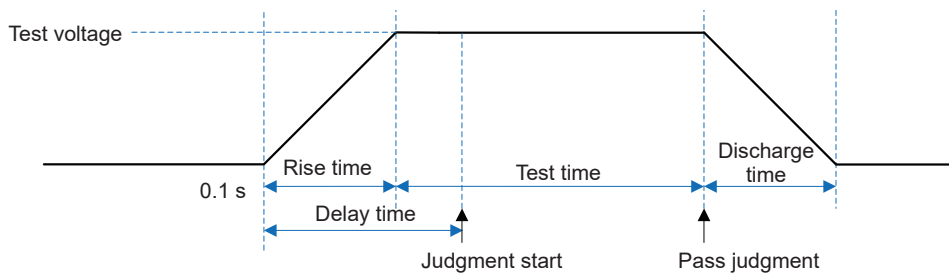 Test voltage
Rise time
Test time
Discharge
time
0.1 s
Delay time
Judgment start
Pass judgment